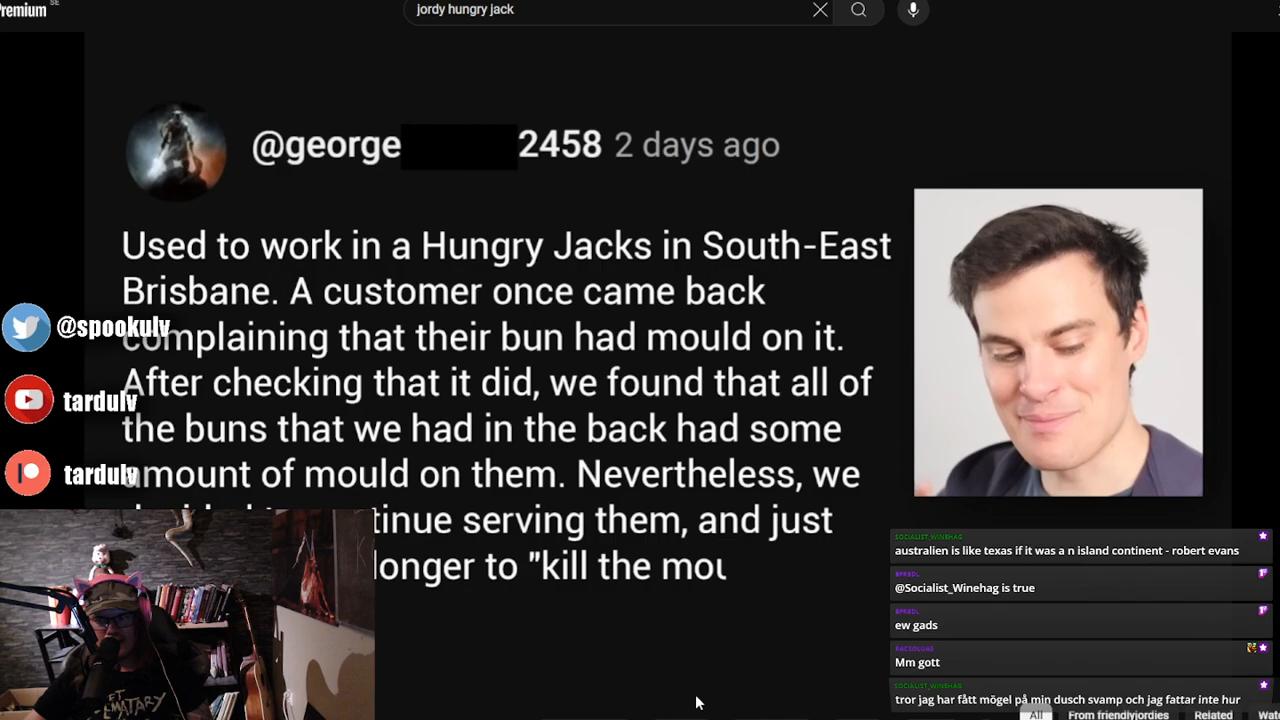 Premium SE
jordy hungry jack
@george 2458 2 days ago
Used to work in a Hungry Jacks in South-East
Brisbane. A customer once came back
complaining that their bun had mould on it.
After checking that it did, we found that all of
the buns that we had in the back had some
amount of mould on them. Nevertheless, we
tinue serving them, and just
longer to "kill the mou
@spookulv
tardulv
tardulv
SOCIALIST_WINEHAG
australien is like texas if it was a n island continent - robert evans
@Socialist_Winehag is true
ew gads
Mm gott
SOCIALIST_WINEHAG
tror jag har fått mögel på min dusch svamp och jag fattar inte hur
All From friendlyjordies Related Wat